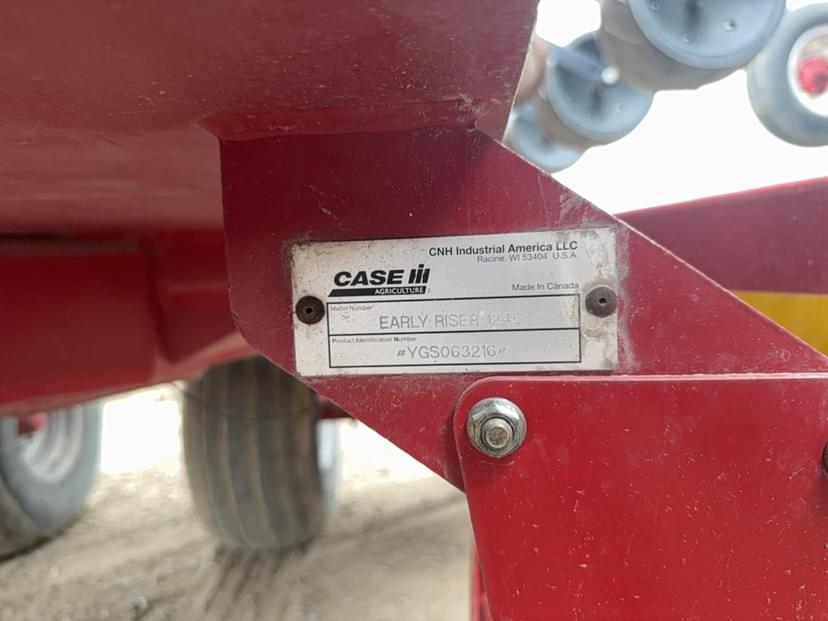 CNH Industrial America LLC
Racine, WI 53404 U.S.A.
CASE IH
AGRICULTURE
Made In Canada
Model Number
EARLY RISER 1245
Product Identification Number
*YGS063216*